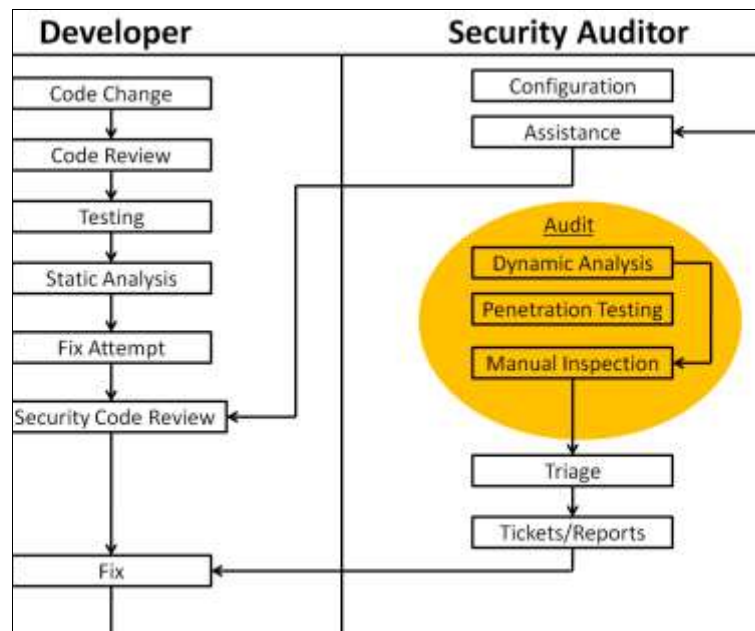 Developer
Security Auditor
Code Change
Code Review
Testing
Static Analysis
Fix Attempt
Security Code Review
Fix
Configuration
Assistance
Audit
Dynamic Analysis
Penetration Testing
Manual Inspection
Triage
Tickets/Reports